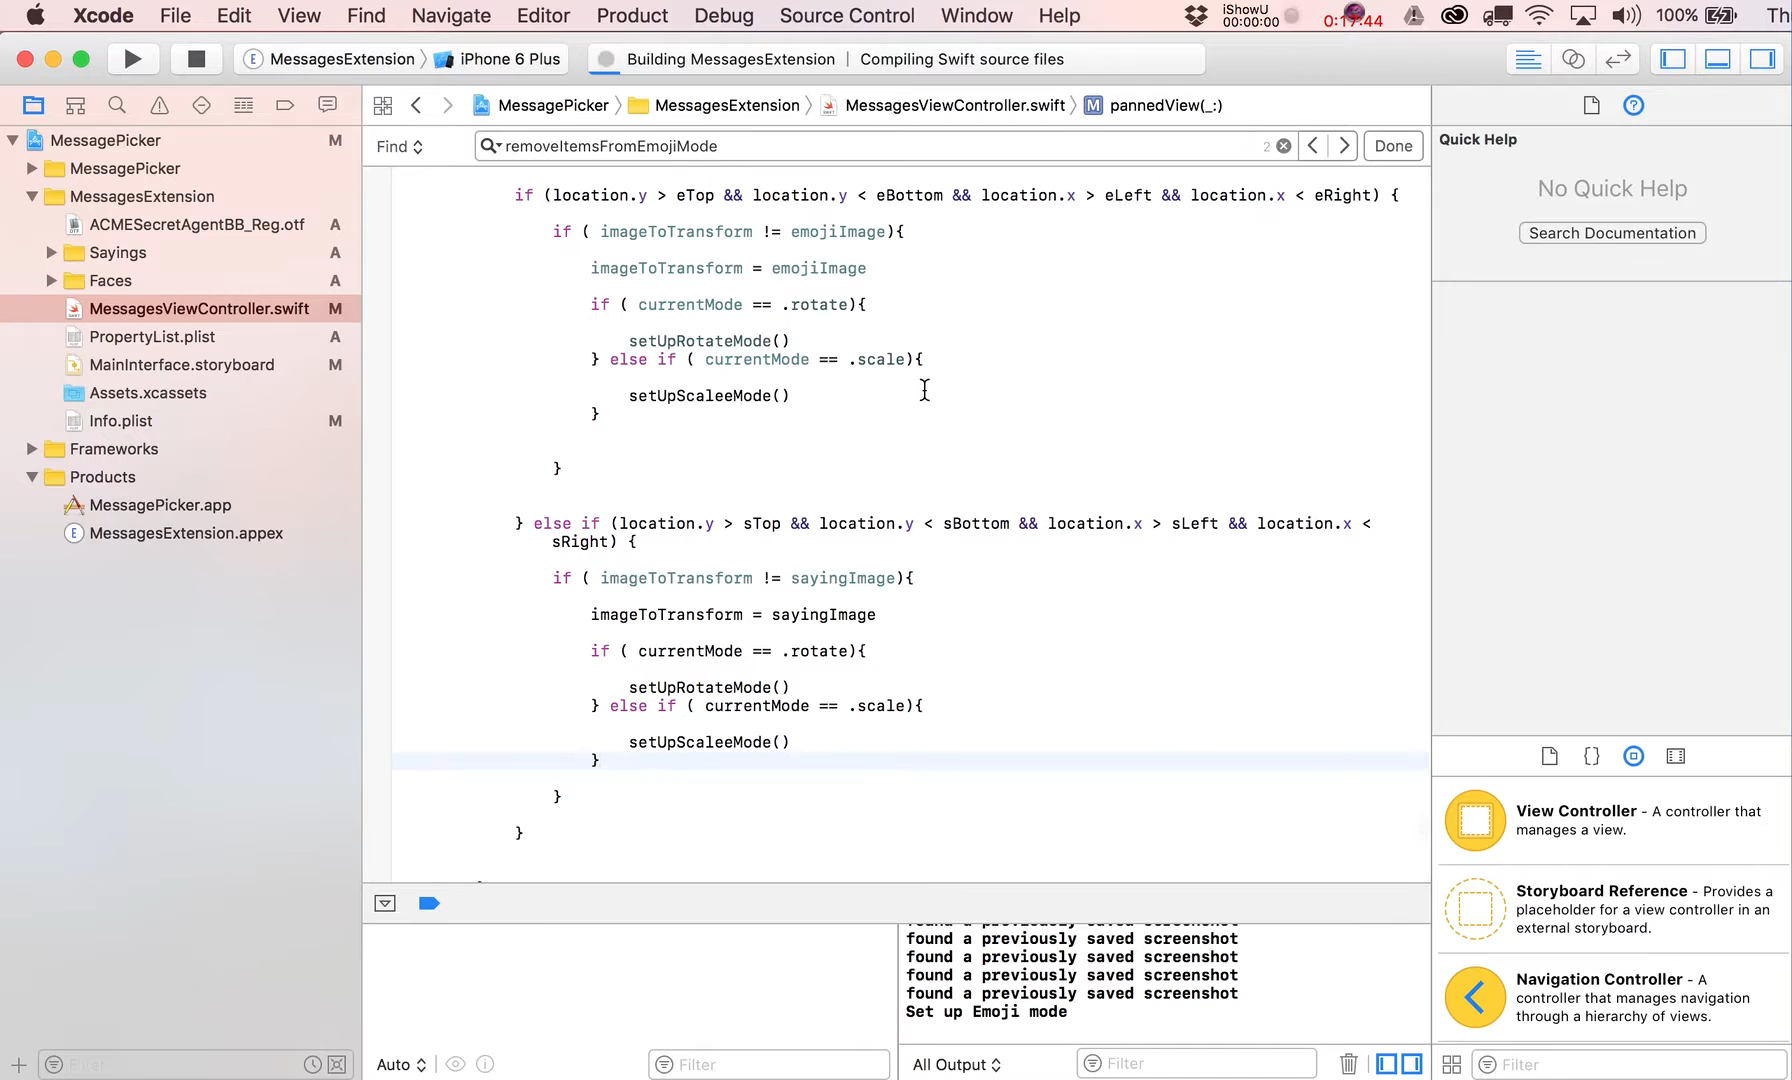 Xcode File Edit View Find Navigate Editor Product Debug Source Control Window Help iShowU 00:00:00 0:17:44 100% Th
MessagesExtension iPhone 6 Plus Building MessagesExtension | Compiling Swift source files
MessagePicker MessagesExtension MessagesViewController.swift M pannedView(_:)
Find removeItemsFromEmojiMode 2 Done
MessagePicker M
MessagePicker
MessagesExtension
ACMESecretAgentBB_Reg.otf A
Sayings A
Faces A
MessagesViewController.swift M
PropertyList.plist A
MainInterface.storyboard M
Assets.xcassets
Info.plist M
Frameworks
Products
MessagePicker.app
E MessagesExtension.appex
Filter
if (location.y > eTop && location.y < eBottom && location.x > eLeft && location.x < eRight) {
if ( imageToTransform != emojiImage){
imageToTransform = emojiImage
if ( currentMode == .rotate){
setUpRotateMode()
} else if ( currentMode == .scale){
setUpScaleeMode()
}
}
} else if (location.y > sTop && location.y < sBottom && location.x > sLeft && location.x <
sRight) {
if ( imageToTransform != sayingImage){
imageToTransform = sayingImage
if ( currentMode == .rotate){
setUpRotateMode()
} else if ( currentMode == .scale){
setUpScaleeMode()
}
}
}
found a previously saved screenshot
found a previously saved screenshot
found a previously saved screenshot
found a previously saved screenshot
Set up Emoji mode
Auto Filter All Output Filter
Quick Help
No Quick Help
Search Documentation
View Controller - A controller that
manages a view.
Storyboard Reference - Provides a
placeholder for a view controller in an
external storyboard.
Navigation Controller - A
controller that manages navigation
through a hierarchy of views.
Filter